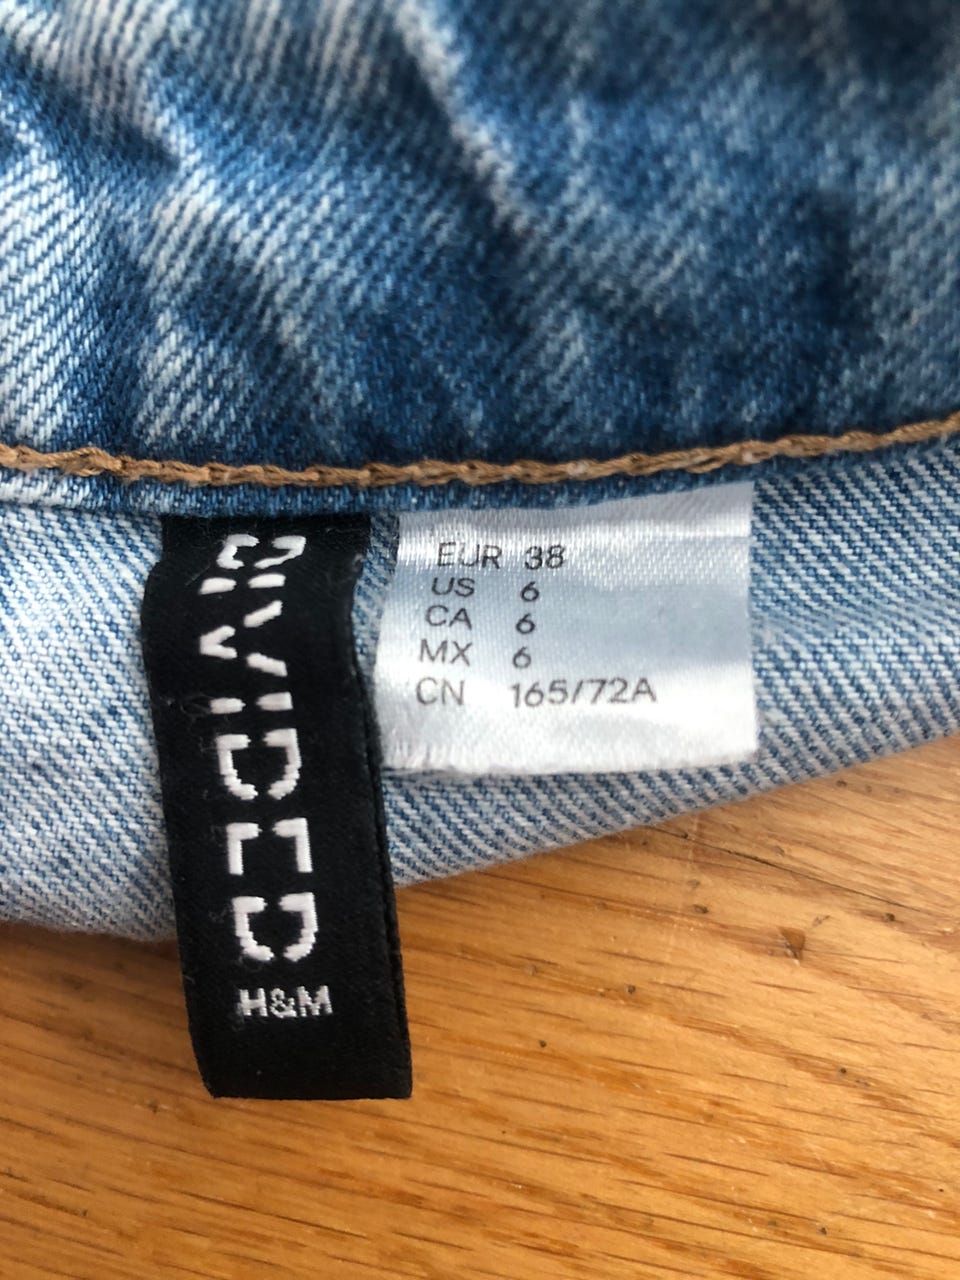 DIVIDED
H&M
EUR 38
US 6
CA 6
MX 6
CN 165/72A